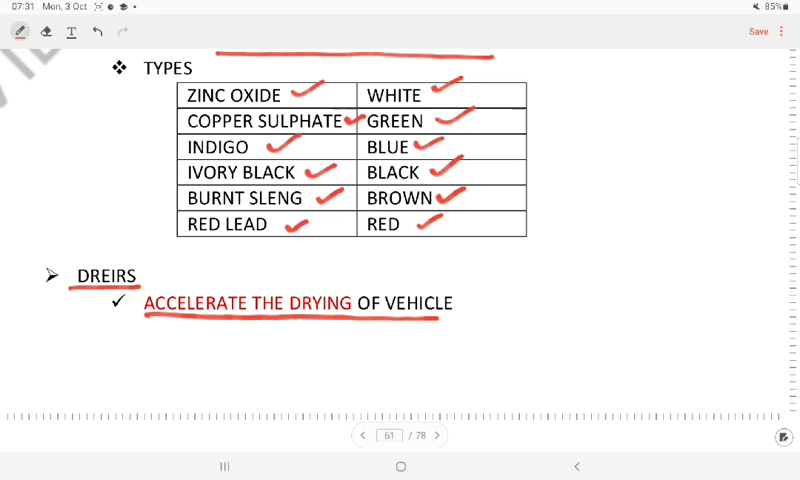 07:31 Mon, 3 Oct 85%
T Save
TYPES
ZINC OXIDE WHITE
COPPER SULPHATE GREEN
INDIGO BLUE
IVORY BLACK BLACK
BURNT SLENG BROWN
RED LEAD RED
DREIRS
ACCELERATE THE DRYING OF VEHICLE
61 / 78